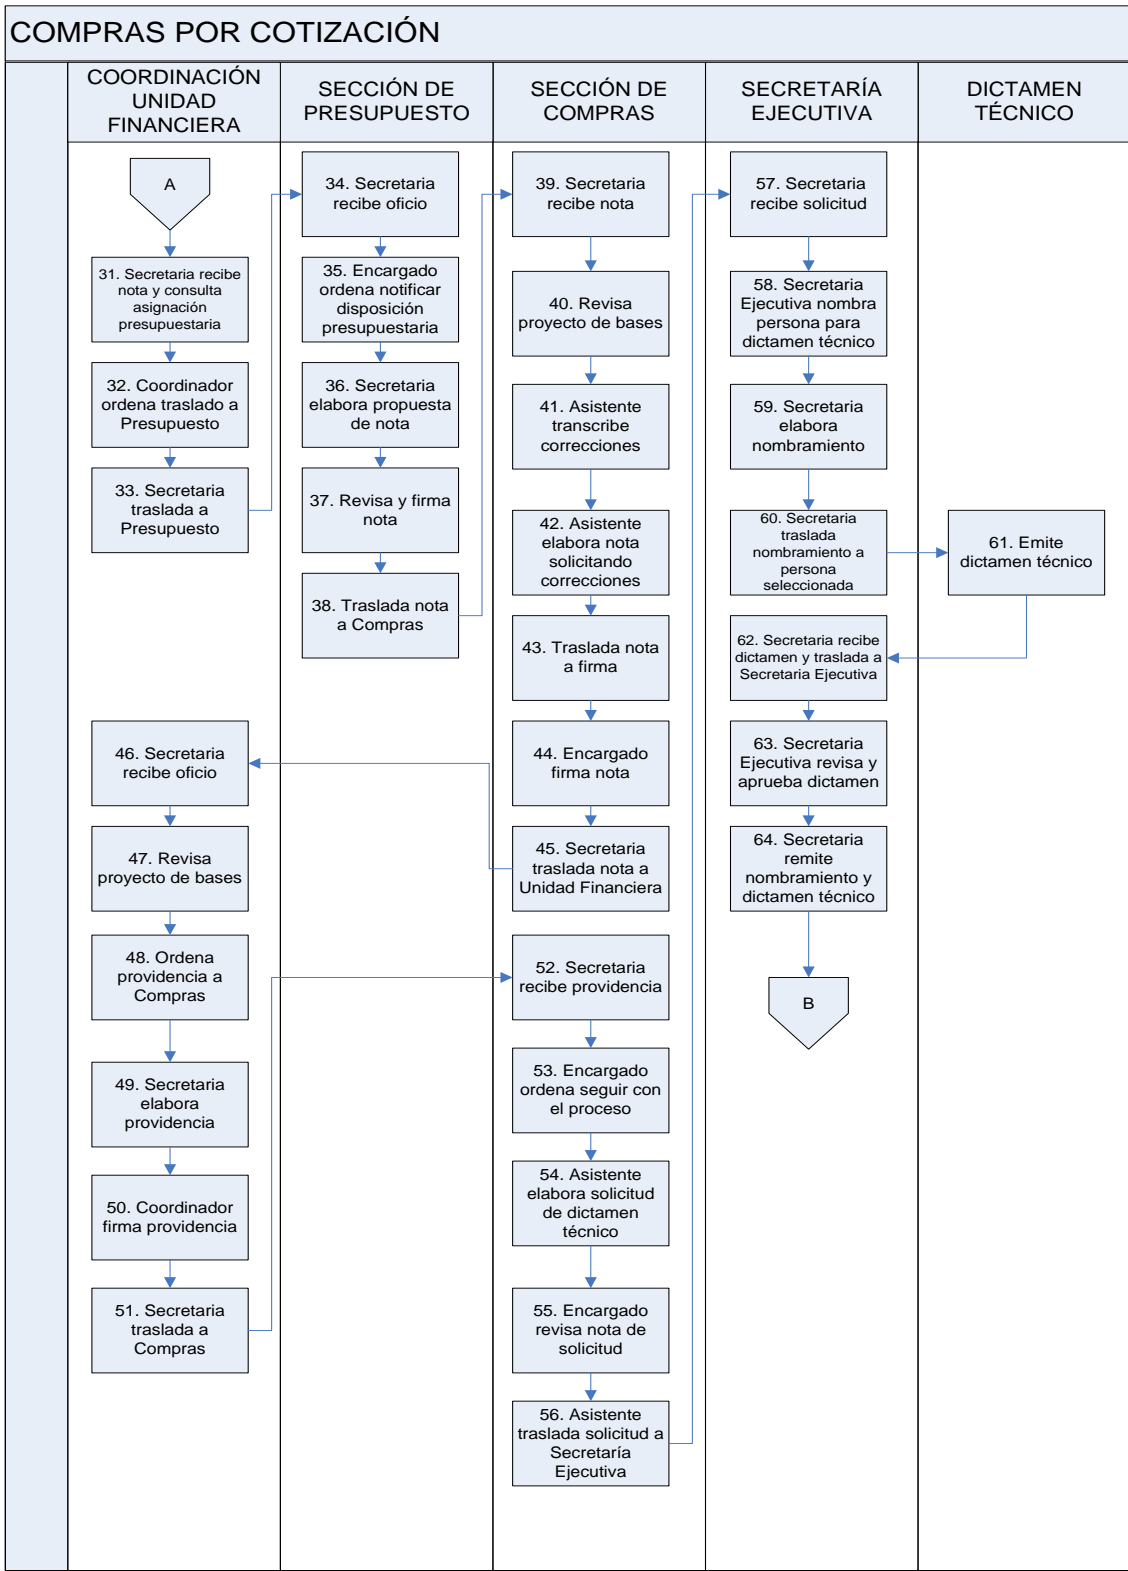 COMPRAS POR COTIZACIÓN
COORDINACIÓN
UNIDAD
FINANCIERA
SECCIÓN DE
PRESUPUESTO
SECCIÓN DE
COMPRAS
SECRETARÍA
EJECUTIVA
DICTAMEN
TÉCNICO
A
31. Secretaria recibe
nota y consulta
asignación
presupuestaria
32. Coordinador
ordena traslado a
Presupuesto
33. Secretaria
traslada a
Presupuesto
34. Secretaria
recibe oficio
35. Encargado
ordena notificar
disposición
presupuestaria
36. Secretaria
elabora propuesta
de nota
37. Revisa y firma
nota
38. Traslada nota
a Compras
39. Secretaria
recibe nota
40. Revisa
proyecto de bases
41. Asistente
transcribe
correcciones
42. Asistente
elabora nota
solicitando
correcciones
43. Traslada nota
a firma
44. Encargado
firma nota
45. Secretaria
traslada nota a
Unidad Financiera
46. Secretaria
recibe oficio
47. Revisa
proyecto de bases
48. Ordena
providencia a
Compras
49. Secretaria
elabora
providencia
50. Coordinador
firma providencia
51. Secretaria
traslada a
Compras
52. Secretaria
recibe providencia
53. Encargado
ordena seguir con
el proceso
54. Asistente
elabora solicitud
de dictamen
técnico
55. Encargado
revisa nota de
solicitud
56. Asistente
traslada solicitud a
Secretaría
Ejecutiva
57. Secretaria
recibe solicitud
58. Secretaria
Ejecutiva nombra
persona para
dictamen técnico
59. Secretaria
elabora
nombramiento
60. Secretaria
traslada
nombramiento a
persona
seleccionada
61. Emite
dictamen técnico
62. Secretaria recibe
dictamen y traslada a
Secretaria Ejecutiva
63. Secretaria
Ejecutiva revisa y
aprueba dictamen
64. Secretaria
remite
nombramiento y
dictamen técnico
B